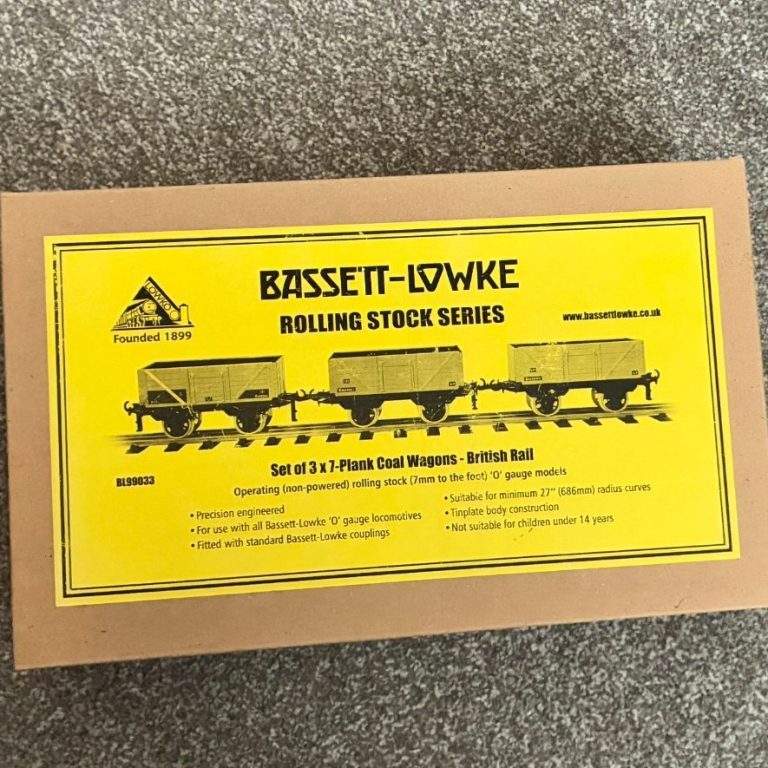 BASSETT-LOWKE
ROLLING STOCK SERIES
www.bassettlowke.co.uk
LOWKO
Founded 1899
BL99033
Set of 3 x 7-Plank Coal Wagons - British Rail
Operating (non-powered) rolling stock (7mm to the foot) 'O' gauge models
• Precision engineered
• For use with all Bassett-Lowke 'O' gauge locomotives
• Fitted with standard Bassett-Lowke couplings
• Suitable for minimum 27" (686mm) radius curves
• Tinplate body construction
• Not suitable for children under 14 years